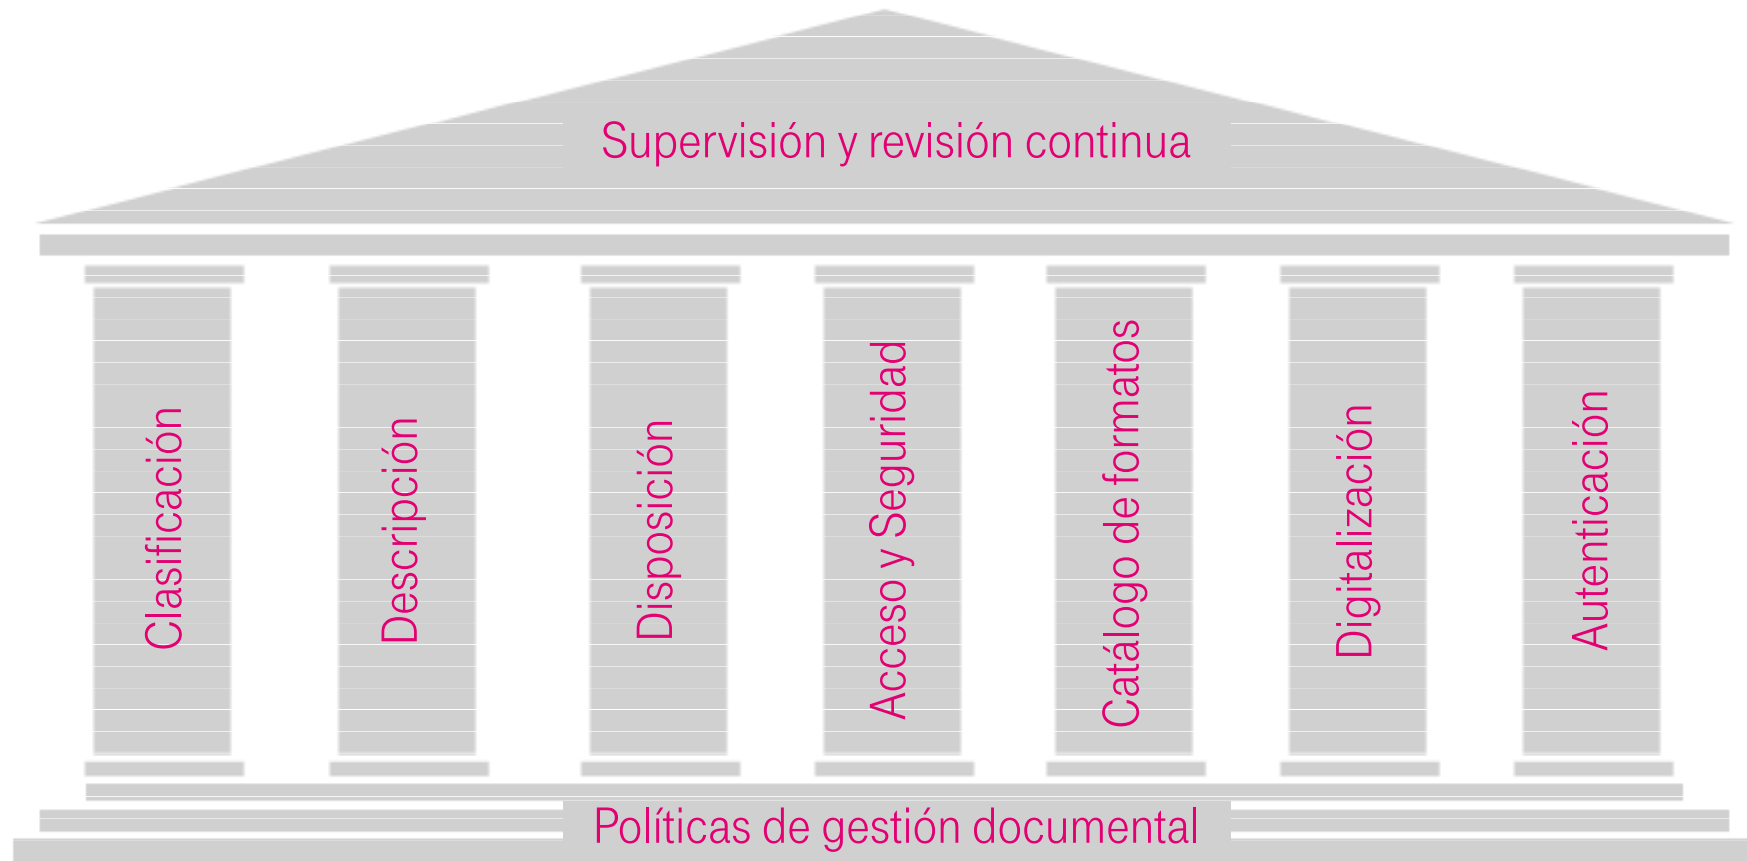 Supervisión y revisión continua
Clasificación
Descripción
Disposición
Acceso y Seguridad
Catálogo de formatos
Digitalización
Autenticación
Políticas de gestión documental